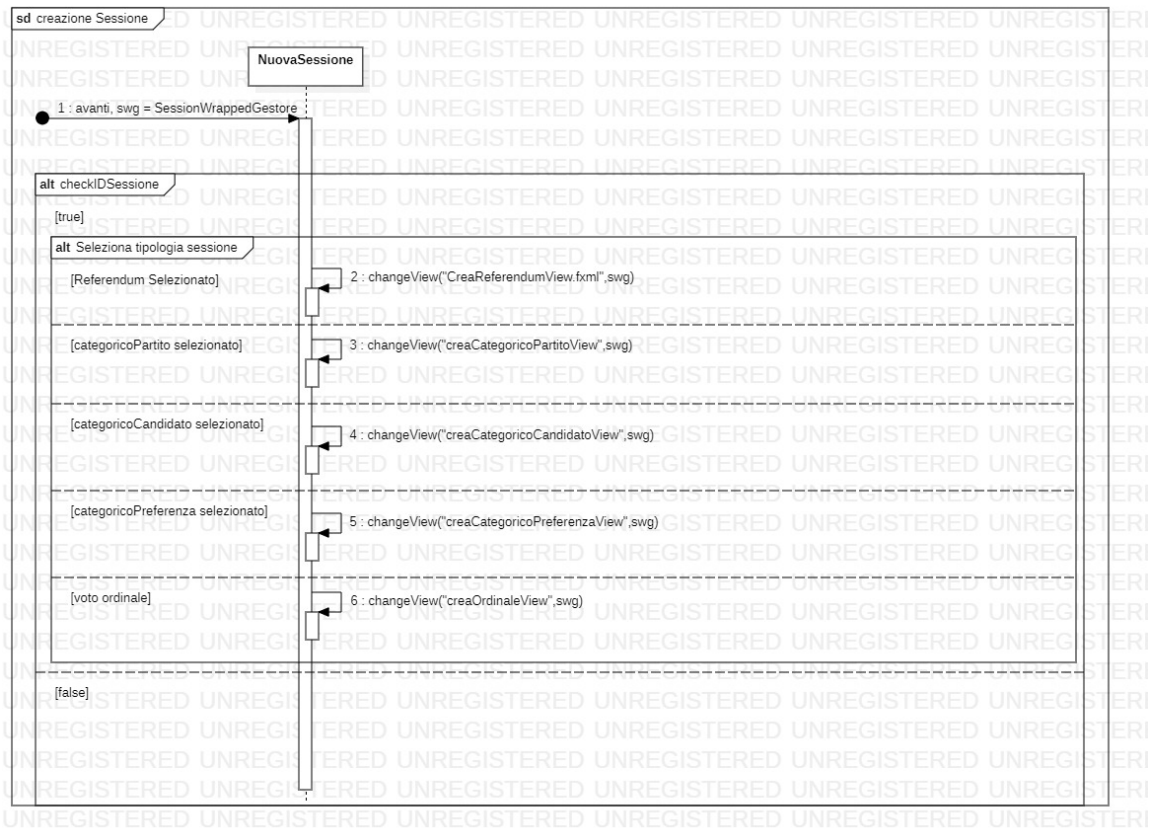 sd creazione Sessione
NuovaSessione
1 : avanti, swg = SessionWrappedGestore
alt checkIDSessione
[true]
alt Seleziona tipologia sessione
[Referendum Selezionato]
2 : changeView("CreaReferendumView.fxml",swg)
[categoricoPartito selezionato]
3 : changeView("creaCategoricoPartitoView",swg)
[categoricoCandidato selezionato]
4 : changeView("creaCategoricoCandidatoView",swg)
[categoricoPreferenza selezionato]
5 : changeView("creaCategoricoPreferenzaView",swg)
[voto ordinale]
6 : changeView("creaOrdinaleView",swg)
[false]
UNREGISTERED